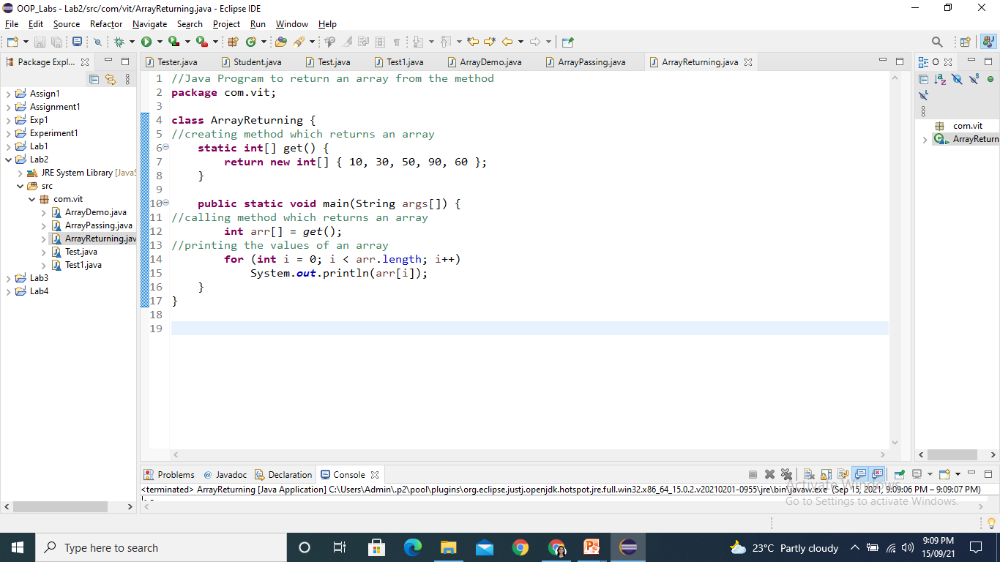 OOP_Labs - Lab2/src/com/vit/ArrayReturning.java - Eclipse IDE
File Edit Source Refactor Navigate Search Project Run Window Help
Package Expl...
Tester.java Student.java Test.java Test1.java ArrayDemo.java ArrayPassing.java ArrayReturning.java
Assign1
Assignment1
Exp1
Experiment1
Lab1
Lab2
JRE System Library [JavaS
src
com.vit
ArrayDemo.java
ArrayPassing.java
ArrayReturning.jav
Test.java
Test1.java
Lab3
Lab4
1 //Java Program to return an array from the method
2 package com.vit;
3
4 class ArrayReturning {
5 //creating method which returns an array
6 static int[] get() {
7 return new int[] { 10, 30, 50, 90, 60 };
8 }
9
10 public static void main(String args[]) {
11 //calling method which returns an array
12 int arr[] = get();
13 //printing the values of an array
14 for (int i = 0; i < arr.length; i++)
15 System.out.println(arr[i]);
16 }
17 }
18
19
O
com.vit
ArrayReturn
Problems @ Javadoc Declaration Console
<terminated> ArrayReturning [Java Application] C:\Users\Admin\.p2\pool\plugins\org.eclipse.justj.openjdk.hotspot.jre.full.win32.x86_64_15.0.2.v20210201-0955\jre\bin\javaw.exe (Sep 15, 2021, 9:09:06 PM – 9:09:07 PM)
Activate Windows
Go to Settings to activate Windows.
Type here to search
23°C Partly cloudy
9:09 PM
15/09/21